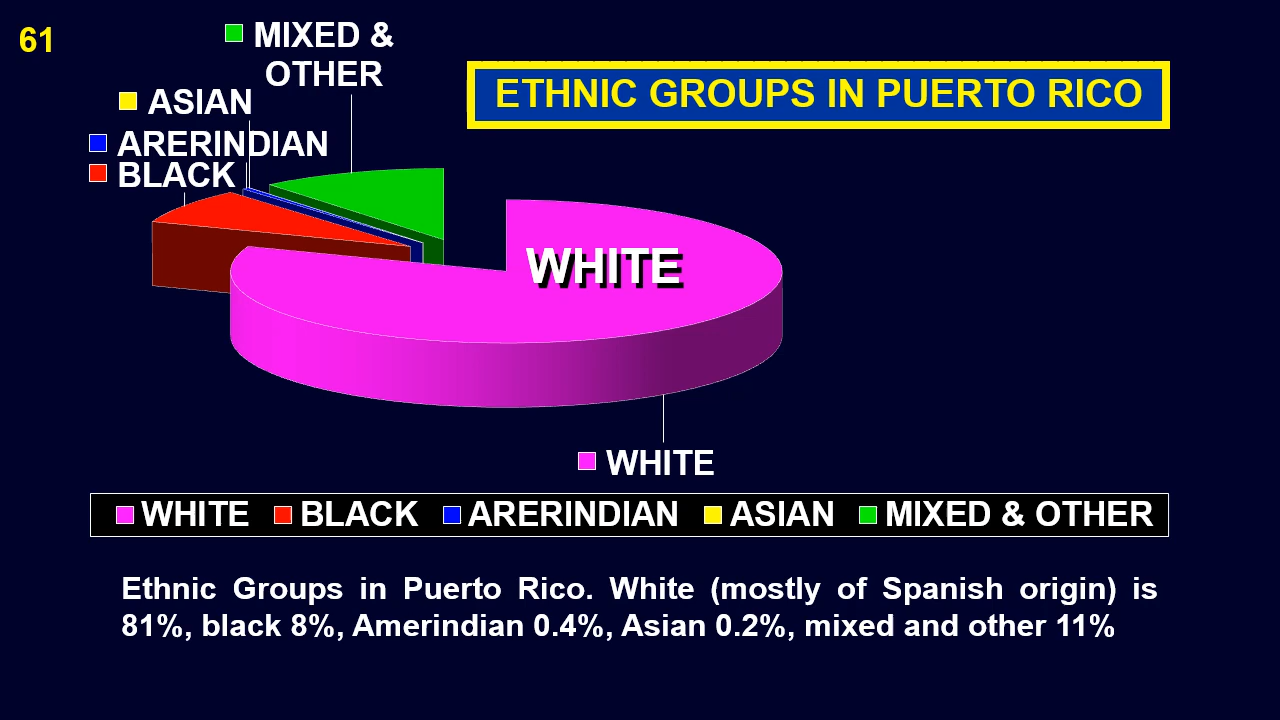 61
MIXED &
OTHER
ETHNIC GROUPS IN PUERTO RICO
ASIAN
ARERINDIAN
BLACK
WHITE
WHITE
WHITE BLACK ARERINDIAN ASIAN MIXED & OTHER
Ethnic Groups in Puerto Rico. White (mostly of Spanish origin) is
81%, black 8%, Amerindian 0.4%, Asian 0.2%, mixed and other 11%